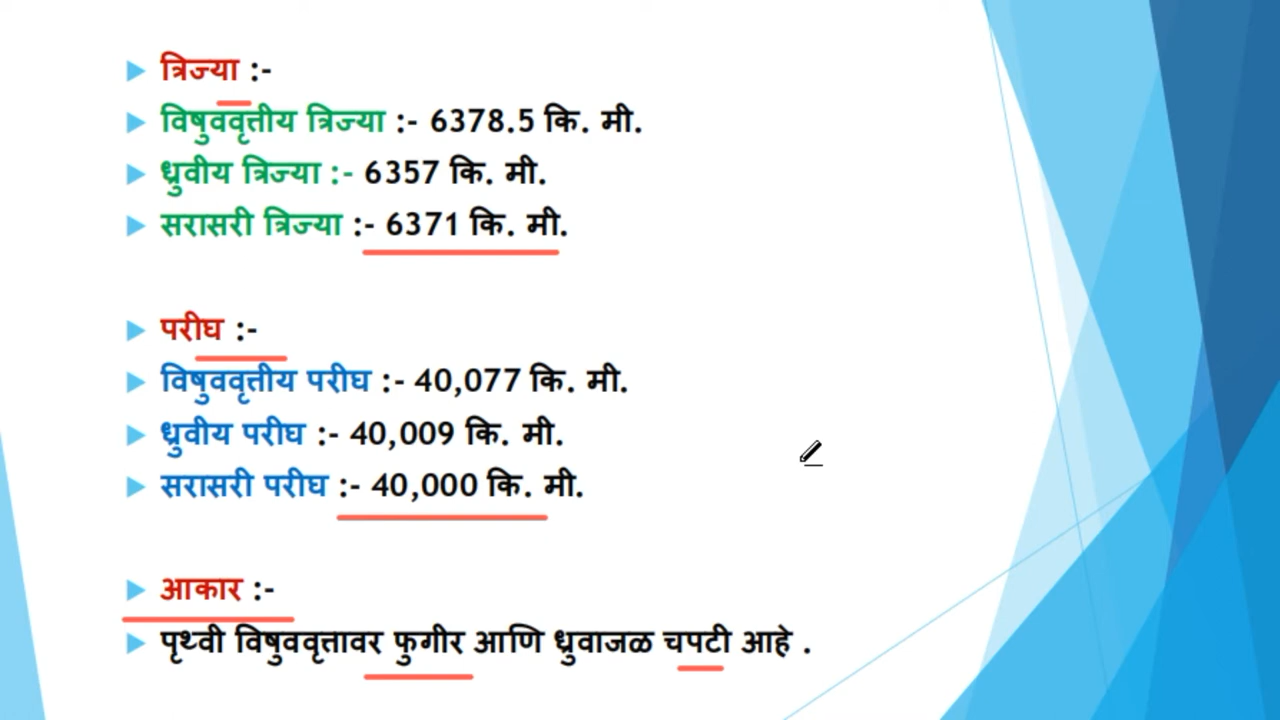 त्रिज्या :-
विषुववृत्तीय त्रिज्या :- 6378.5 कि. मी.
ध्रुवीय त्रिज्या :- 6357 कि. मी.
सरासरी त्रिज्या :- 6371 कि. मी.
परीघ :-
विषुववृत्तीय परीघ :- 40,077 कि. मी.
ध्रुवीय परीघ :- 40,009 कि. मी.
सरासरी परीघ :- 40,000 कि. मी.
आकार :-
पृथ्वी विषुववृत्तावर फुगीर आणि ध्रुवाजळ चपटी आहे .